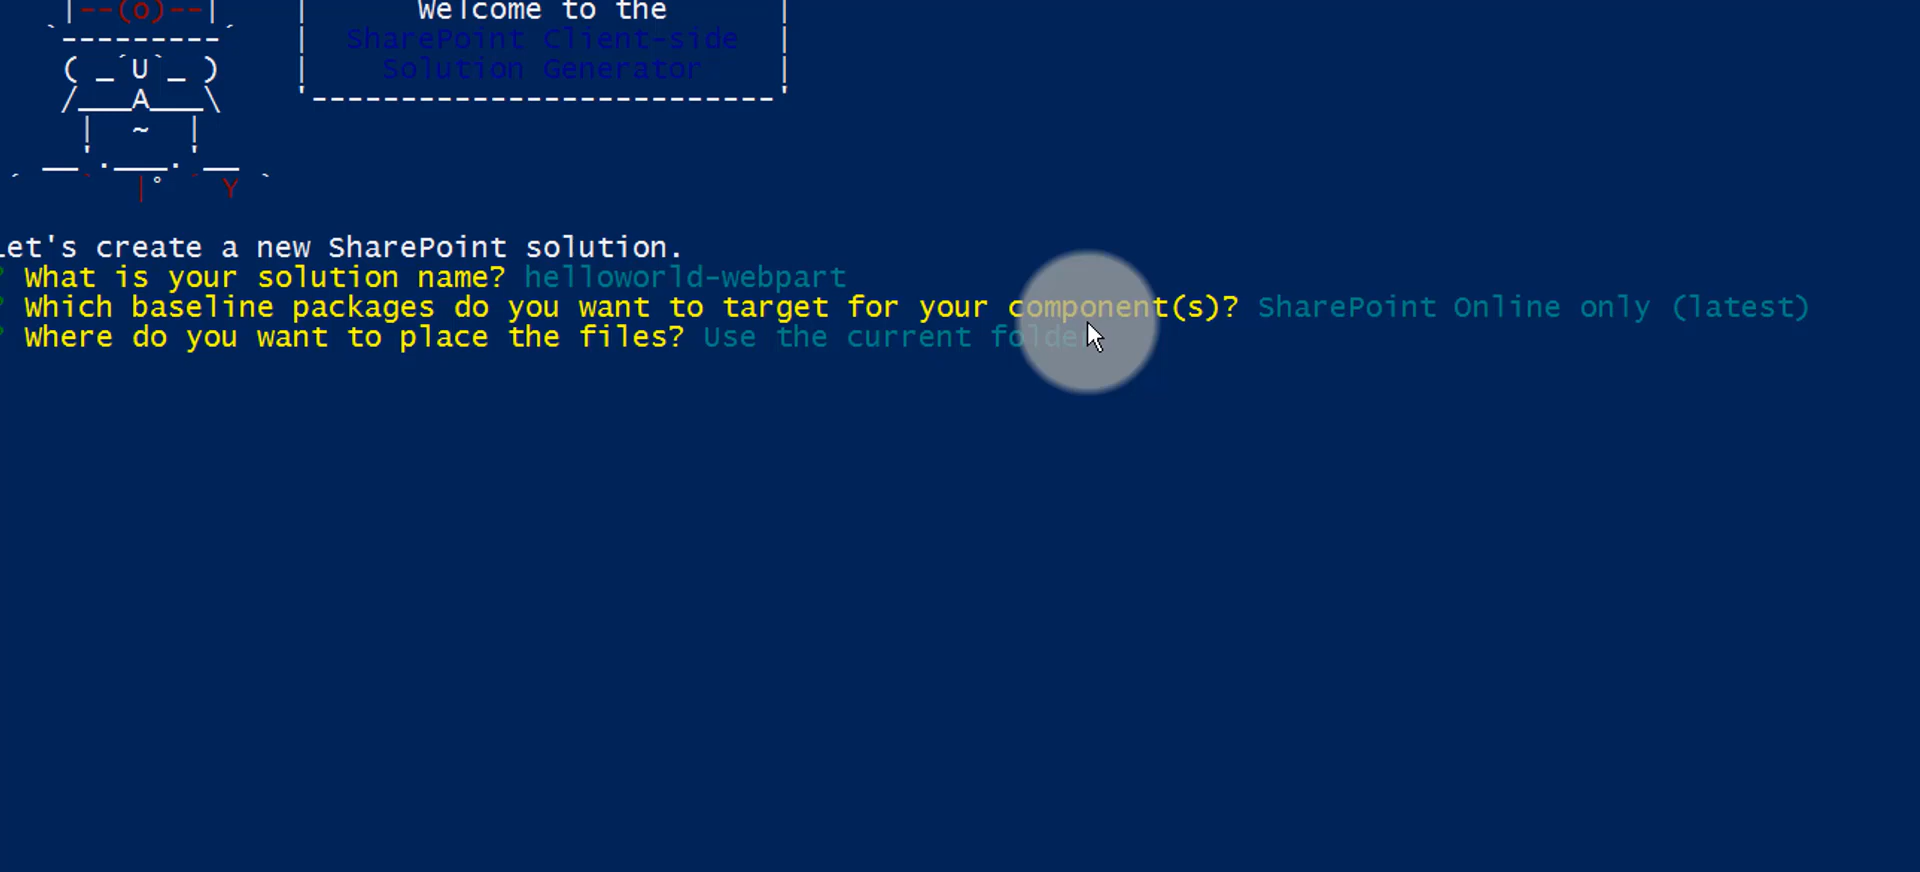 Welcome to the
SharePoint Client-side
Solution Generator
Let's create a new SharePoint solution.
? What is your solution name? helloworld-webpart
? Which baseline packages do you want to target for your component(s)? SharePoint Online only (latest)
? Where do you want to place the files? Use the current folder